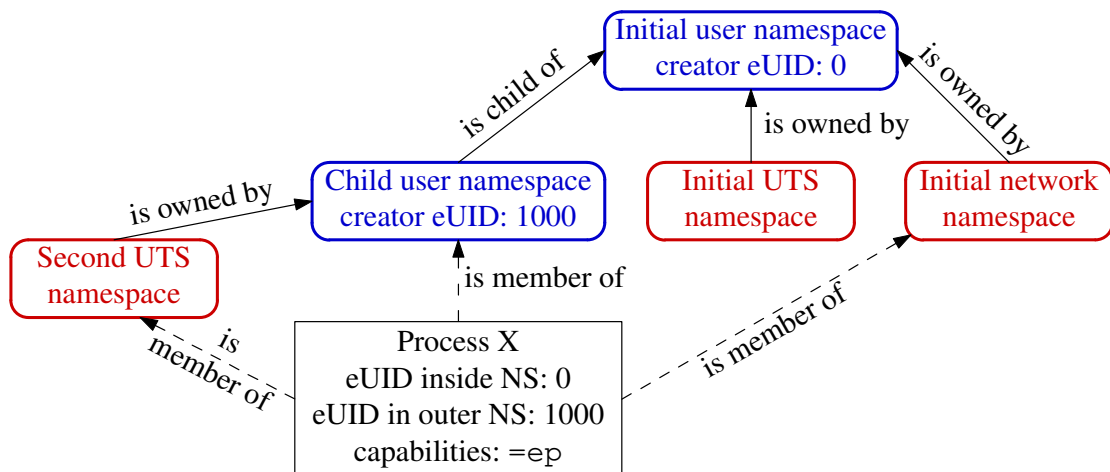 Initial user namespace
creator eUID: 0
is child of
is owned by
is owned by
Child user namespace
creator eUID: 1000
Initial UTS
namespace
Initial network
namespace
is owned by
Second UTS
namespace
is member of
is
member of
is member of
Process X
eUID inside NS: 0
eUID in outer NS: 1000
capabilities: =ep